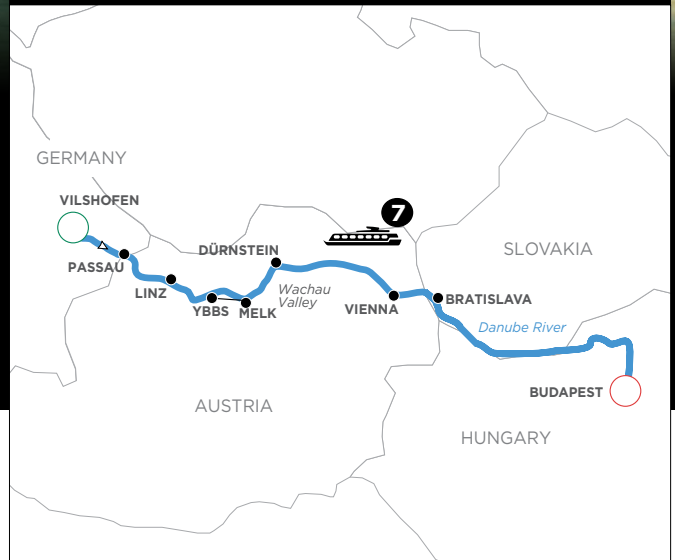 GERMANY
VILSHOFEN
7
DÜRNSTEIN
SLOVAKIA
PASSAU
LINZ
Wachau
Valley
YBBS
MELK
VIENNA
BRATISLAVA
Danube River
BUDAPEST
AUSTRIA
HUNGARY